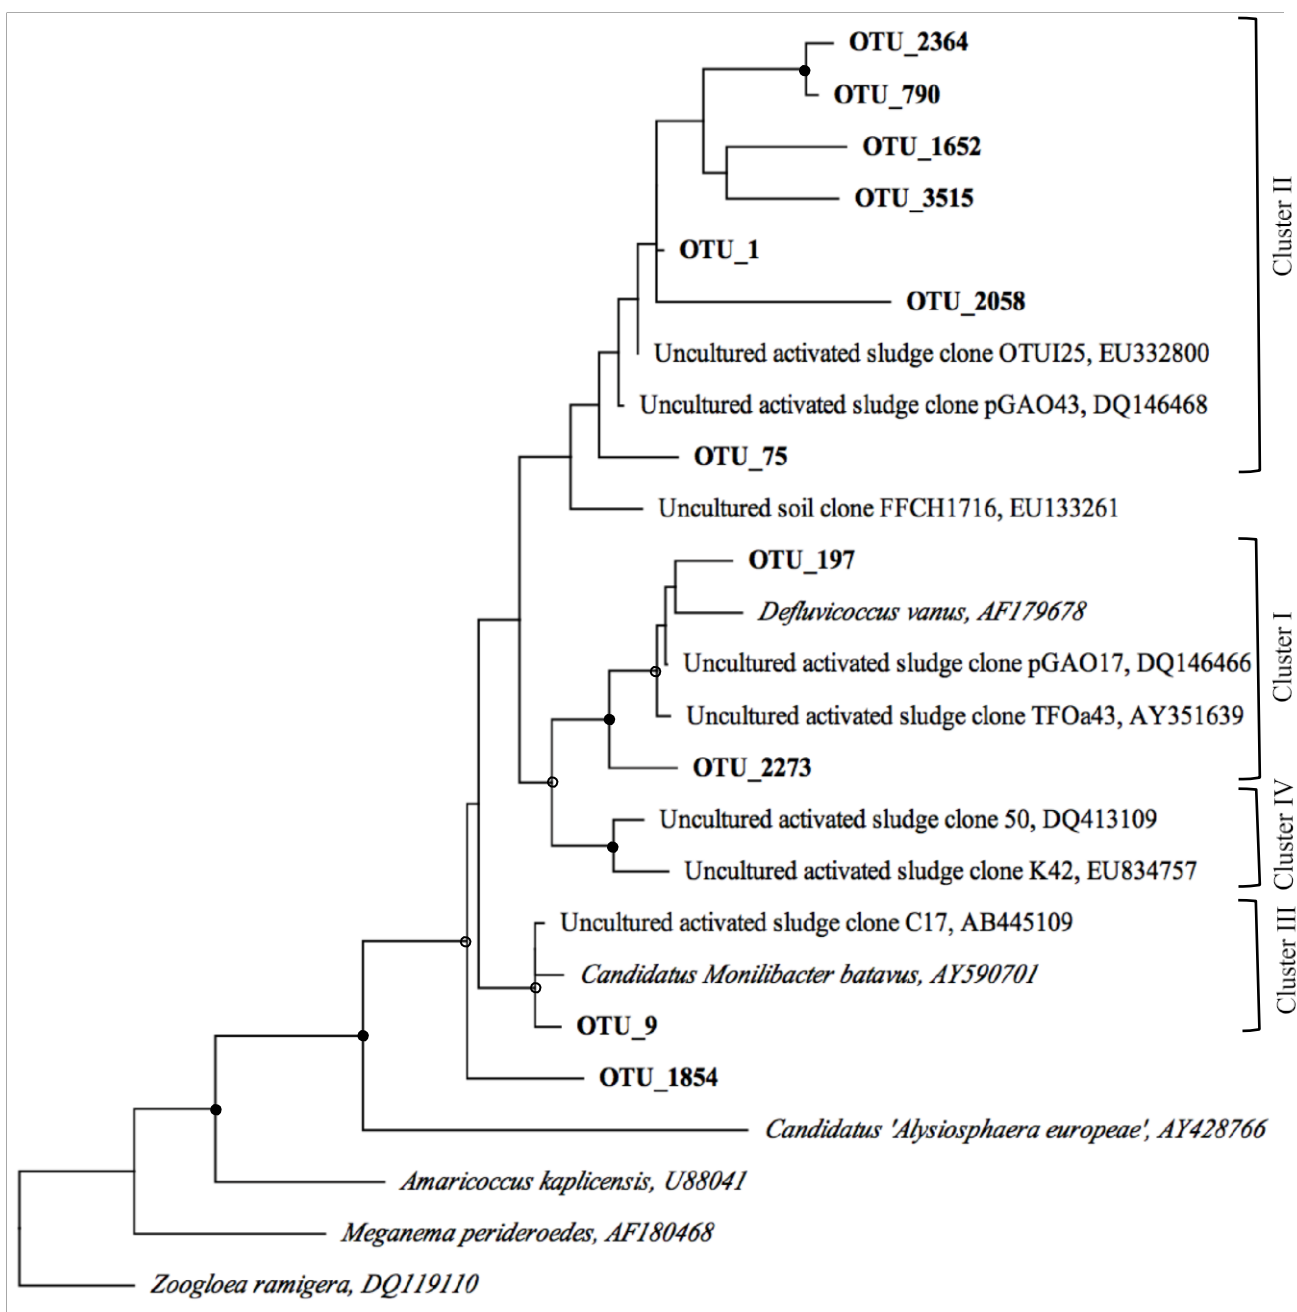 OTU_2364
OTU_790
OTU_1652
OTU_3515
OTU_1
OTU_2058
Uncultured activated sludge clone OTUI25, EU332800
Uncultured activated sludge clone pGAO43, DQ146468
OTU_75
Cluster II
Uncultured soil clone FFCH1716, EU133261
OTU_197
Defluvicoccus vanus, AF179678
Uncultured activated sludge clone pGAO17, DQ146466
Uncultured activated sludge clone TFOa43, AY351639
OTU_2273
Cluster I
Uncultured activated sludge clone 50, DQ413109
Uncultured activated sludge clone K42, EU834757
Cluster IV
Uncultured activated sludge clone C17, AB445109
Candidatus Monilibacter batavus, AY590701
OTU_9
Cluster III
OTU_1854
Candidatus 'Alysiosphaera europeae', AY428766
Amaricoccus kaplicensis, U88041
Meganema perideroedes, AF180468
Zoogloea ramigera, DQ119110